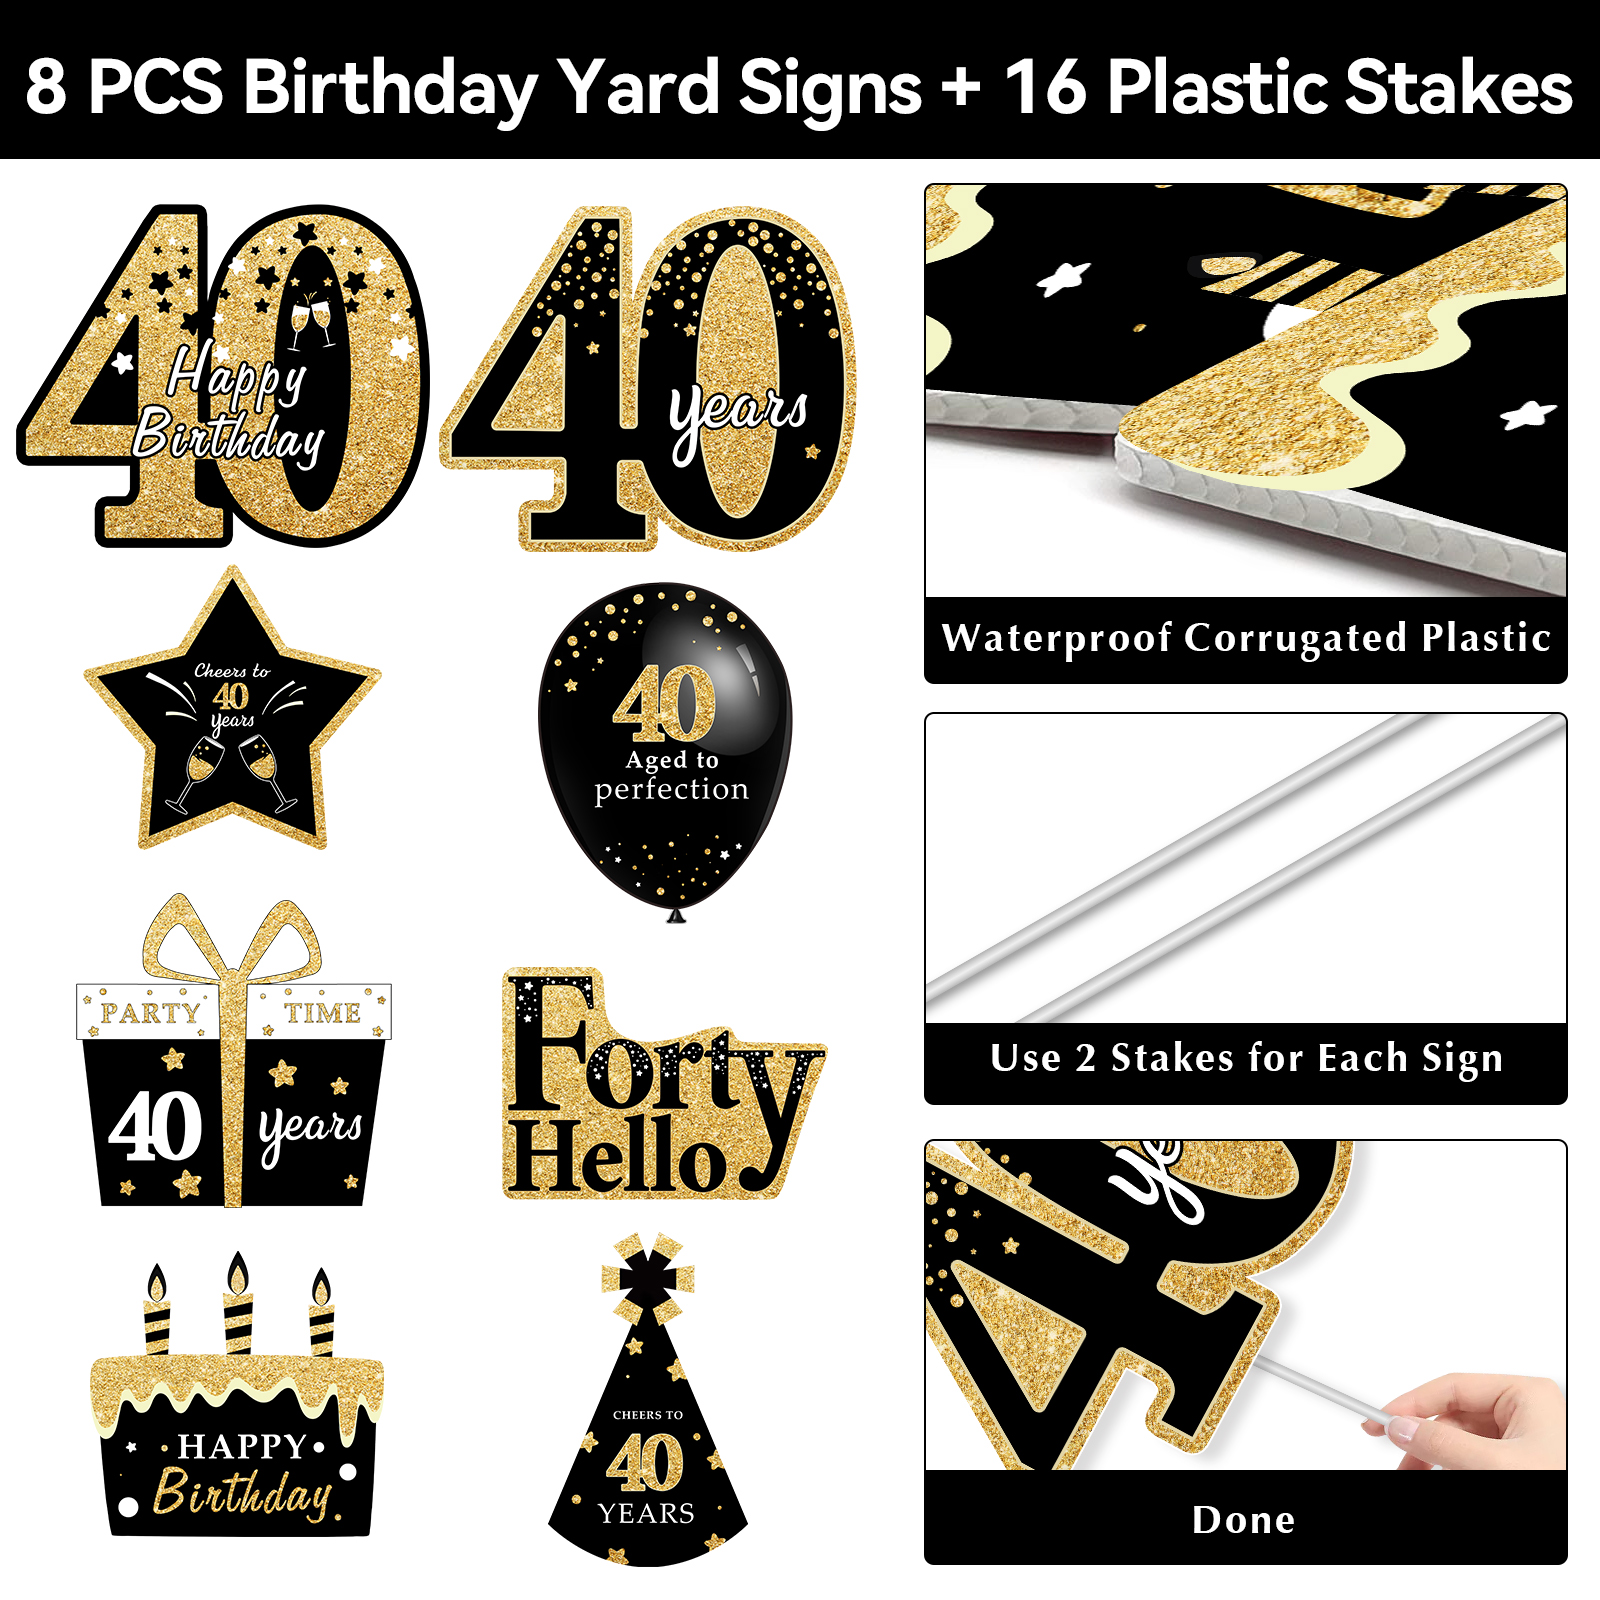 8 PCS Birthday Yard Signs + 16 Plastic Stakes
40
Happy
Birthday
40
years
Cheers to
40
years
40
Aged to
perfection
PARTY TIME
40 years
Forty
Hello
HAPPY
Birthday
CHEERS TO
40
YEARS
Waterproof Corrugated Plastic
Use 2 Stakes for Each Sign
40
ye
Done